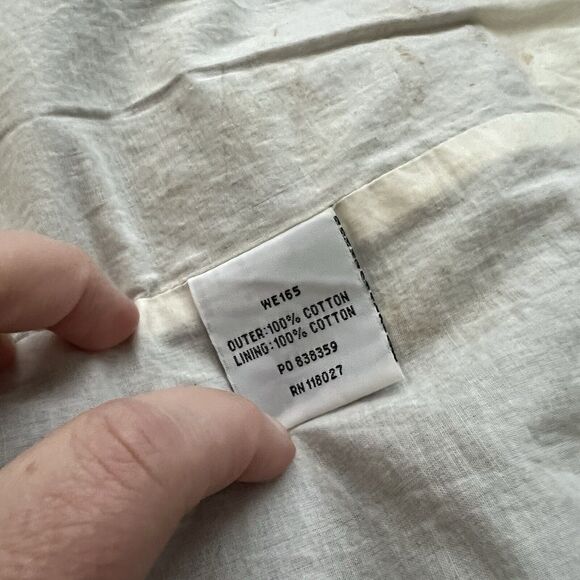 WE165
OUTER:100% COTTON
LINING:100% COTTON
PO 838359
RN 118027